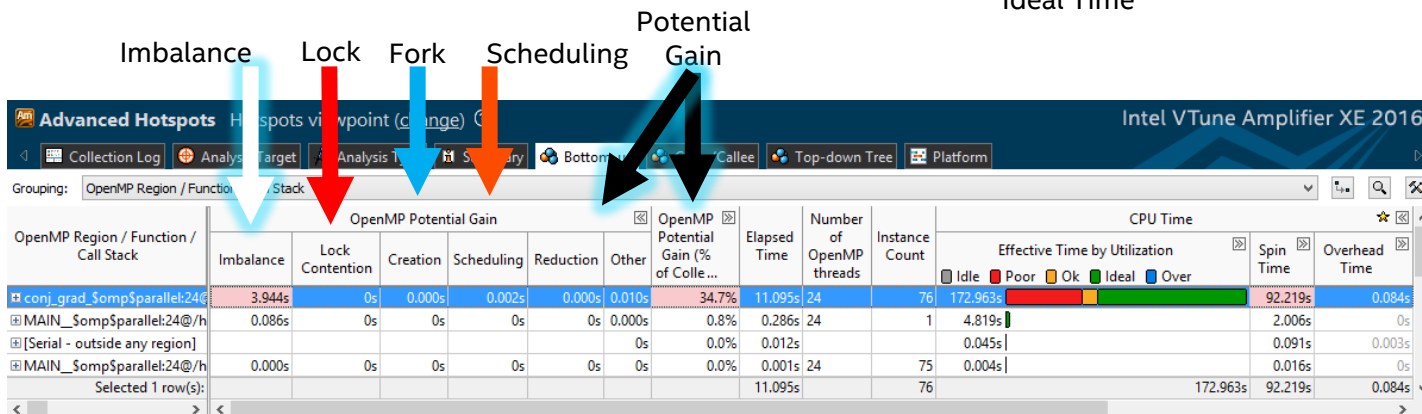 Ideal Time
Potential
Gain
Imbalance Lock Fork Scheduling
Advanced Hotspots viewpoint (change)
Intel VTune Amplifier XE 2016
Collection Log Analysis Target Analysis Summary Callee Top-down Tree Platform
Grouping: OpenMP Region / Stack
OpenMP Region / Function /
Call Stack
OpenMP Potential Gain
Imbalance Lock
Contention Creation Scheduling Reduction Other
OpenMP
Potential
Gain (%
of Colle...
Elapsed
Time
Number
of
OpenMP
threads
Instance
Count
CPU Time
Effective Time by Utilization
Idle Poor Ok Ideal Over
Spin
Time
Overhead
Time
conj_grad_$omp$parallel:24@ 3.944s 0s 0.000s 0.002s 0.000s 0.010s 34.7% 11.095s 24 76 172.963s 92.219s 0.084s
MAIN__$omp$parallel:24@/h 0.086s 0s 0s 0s 0s 0.000s 0.8% 0.286s 24 1 4.819s 2.006s 0s
[Serial - outside any region] 0s 0.0% 0.012s 0.045s 0.091s 0.003s
MAIN__$omp$parallel:24@/h 0.000s 0s 0s 0s 0s 0s 0.0% 0.001s 24 75 0.004s 0.016s 0s
Selected 1 row(s): 11.095s 76 172.963s 92.219s 0.084s